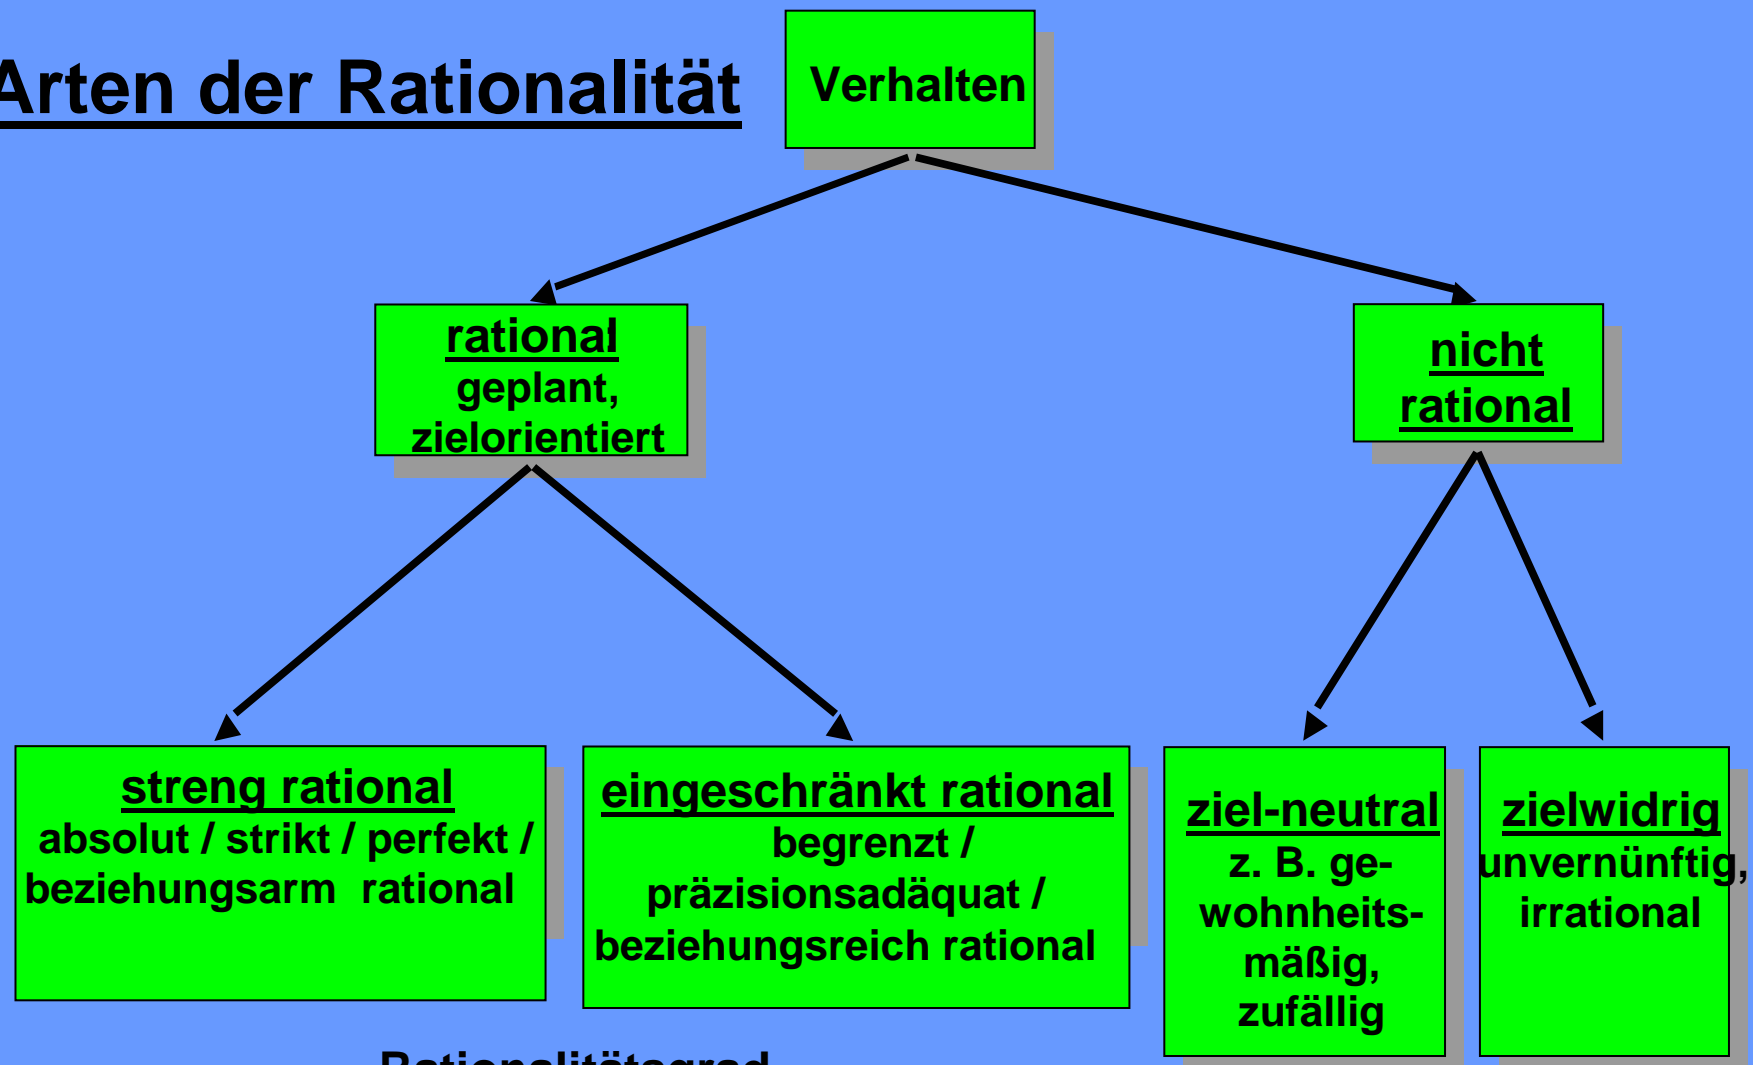 Arten der Rationalität
Verhalten
rational
geplant,
zielorientiert
nicht
rational
streng rational
absolut / strikt / perfekt /
beziehungsarm rational
eingeschränkt rational
begrenzt /
präzisionsadäquat /
beziehungsreich rational
ziel-neutral
z. B. ge-
wohnheits-
mäßig,
zufällig
zielwidrig
unvernünftig,
irrational
Rationalitätsgrad